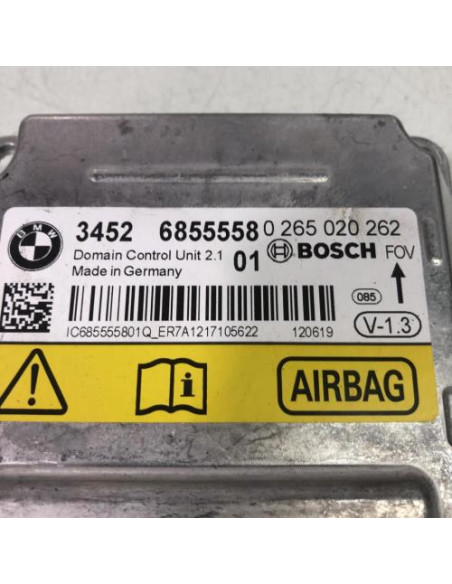 BMW
3452 6855558 0 265 020 262
Domain Control Unit 2.1 01 BOSCH FOV
Made in Germany
085
V-1.3
IC685555801Q_ER7A1217105622 120619
i AIRBAG